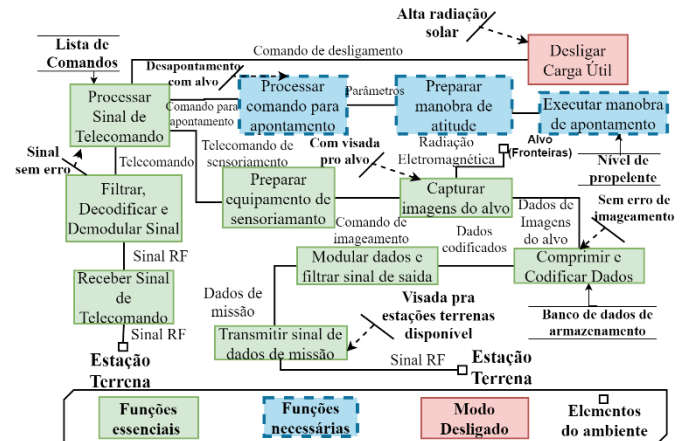 Alta radiação
solar
Lista de
Comandos
Comando de desligamento
Desligar
Carga Útil
Desapontamento
com alvo
Processar
Sinal de
Telecomando
Comando para
apontamento
Processar
comando para
apontamento
Parâmetros
Preparar
manobra de
atitude
Executar manobra
de apontamento
Sinal
sem erro
Telecomando
Telecomando de
sensoriamento
Com visada
pro alvo
Radiação
Eletromagnética
Alvo
(Fronteiras)
Nível de
propelente
Filtrar,
Decodificar e
Demodular Sinal
Preparar
equipamento de
sensoriamanto
Capturar
imagens do alvo
Dados de
Imagens
do alvo
Sem erro de
imageamento
Comando de
imageamento
Dados
codificados
Sinal RF
Receber Sinal
de
Telecomando
Modular dados e
filtrar sinal de saida
Comprimir e
Codificar Dados
Dados de
missão
Visada pra
estações terrenas
disponível
Banco de dados de
armazenamento
Sinal RF
Transmitir sinal de
dados de missão
Sinal RF
Estação
Terrena
Estação
Terrena
Funções
essenciais
Funções
necessárias
Modo
Desligado
Elementos
do ambiente